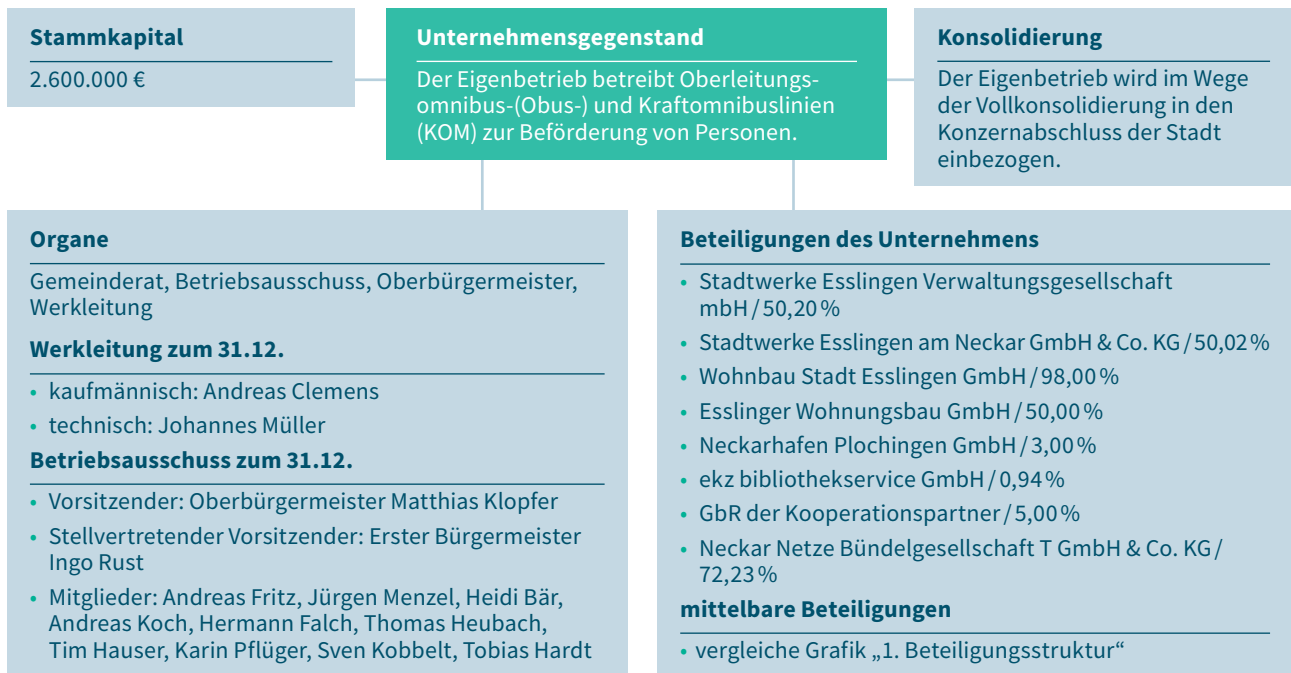 Stammkapital
2.600.000 €
Unternehmensgegenstand
Der Eigenbetrieb betreibt Oberleitungs-
omnibus-(Obus-) und Kraftomnibuslinien
(KOM) zur Beförderung von Personen.
Konsolidierung
Der Eigenbetrieb wird im Wege
der Vollkonsolidierung in den
Konzernabschluss der Stadt
einbezogen.
Organe
Gemeinderat, Betriebsausschuss, Oberbürgermeister,
Werkleitung
Werkleitung zum 31.12.
• kaufmännisch: Andreas Clemens
• technisch: Johannes Müller
Betriebsausschuss zum 31.12.
• Vorsitzender: Oberbürgermeister Matthias Klopfer
• Stellvertretender Vorsitzender: Erster Bürgermeister
Ingo Rust
• Mitglieder: Andreas Fritz, Jürgen Menzel, Heidi Bär,
Andreas Koch, Hermann Falch, Thomas Heubach,
Tim Hauser, Karin Pflüger, Sven Kobbelt, Tobias Hardt
Beteiligungen des Unternehmens
• Stadtwerke Esslingen Verwaltungsgesellschaft
mbH / 50,20 %
• Stadtwerke Esslingen am Neckar GmbH & Co. KG / 50,02 %
• Wohnbau Stadt Esslingen GmbH / 98,00 %
• Esslinger Wohnungsbau GmbH / 50,00 %
• Neckarhafen Plochingen GmbH / 3,00 %
• ekz bibliothekservice GmbH / 0,94 %
• GbR der Kooperationspartner / 5,00 %
• Neckar Netze Bündelgesellschaft T GmbH & Co. KG /
72,23 %
mittelbare Beteiligungen
• vergleiche Grafik „1. Beteiligungsstruktur“